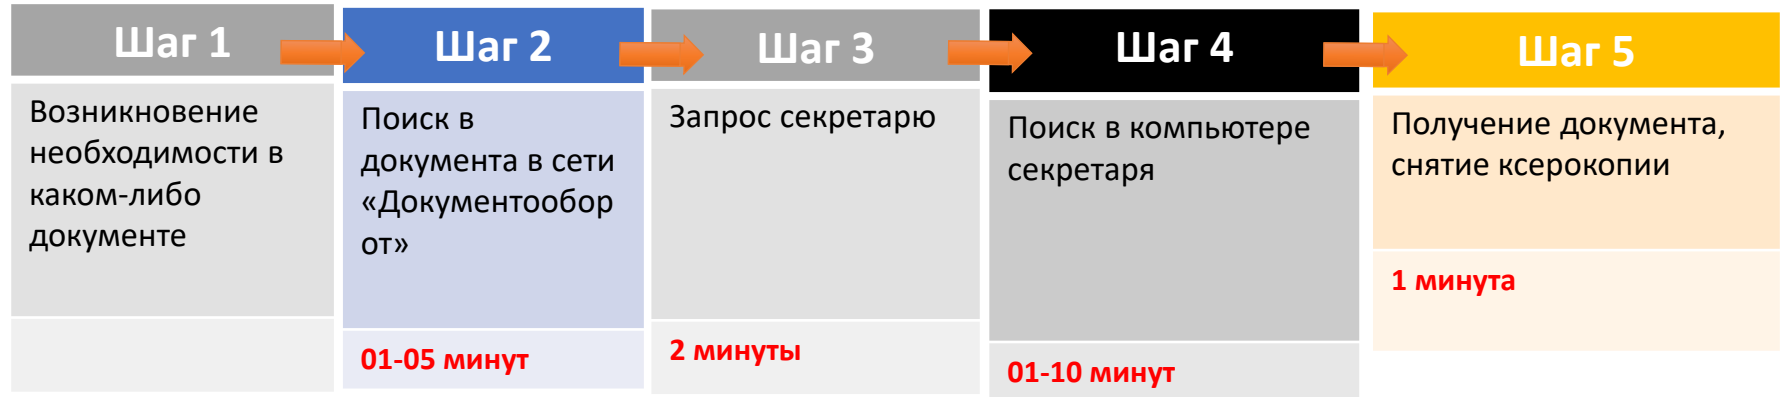 Шаг 1
Шаг 2
Шаг 3
Шаг 4
Шаг 5
Возникновение
необходимости в
каком-либо
документе
Поиск в
документа в сети
«Документообор
от»
01-05 минут
Запрос секретарю
2 минуты
Поиск в компьютере
секретаря
01-10 минут
Получение документа,
снятие ксерокопии
1 минута